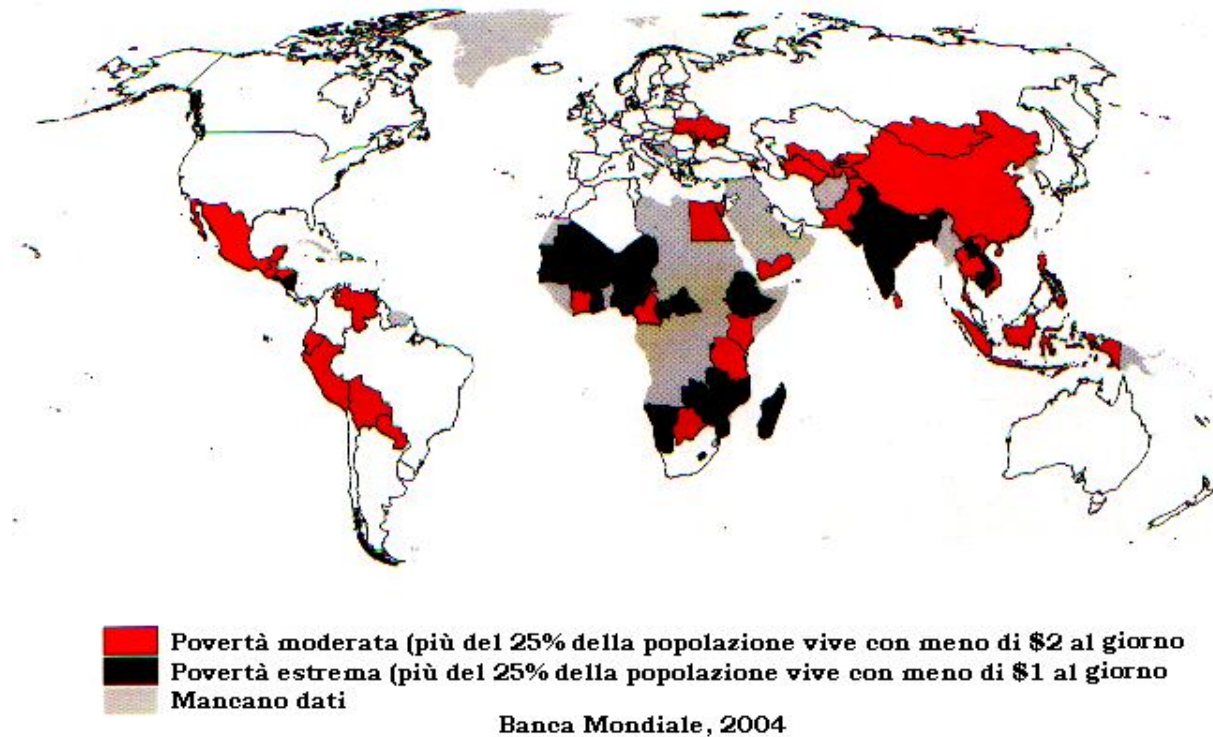 Povertà moderata (più del 25% della popolazione vive con meno di $2 al giorno
Povertà estrema (più del 25% della popolazione vive con meno di $1 al giorno
Mancano dati
Banca Mondiale, 2004